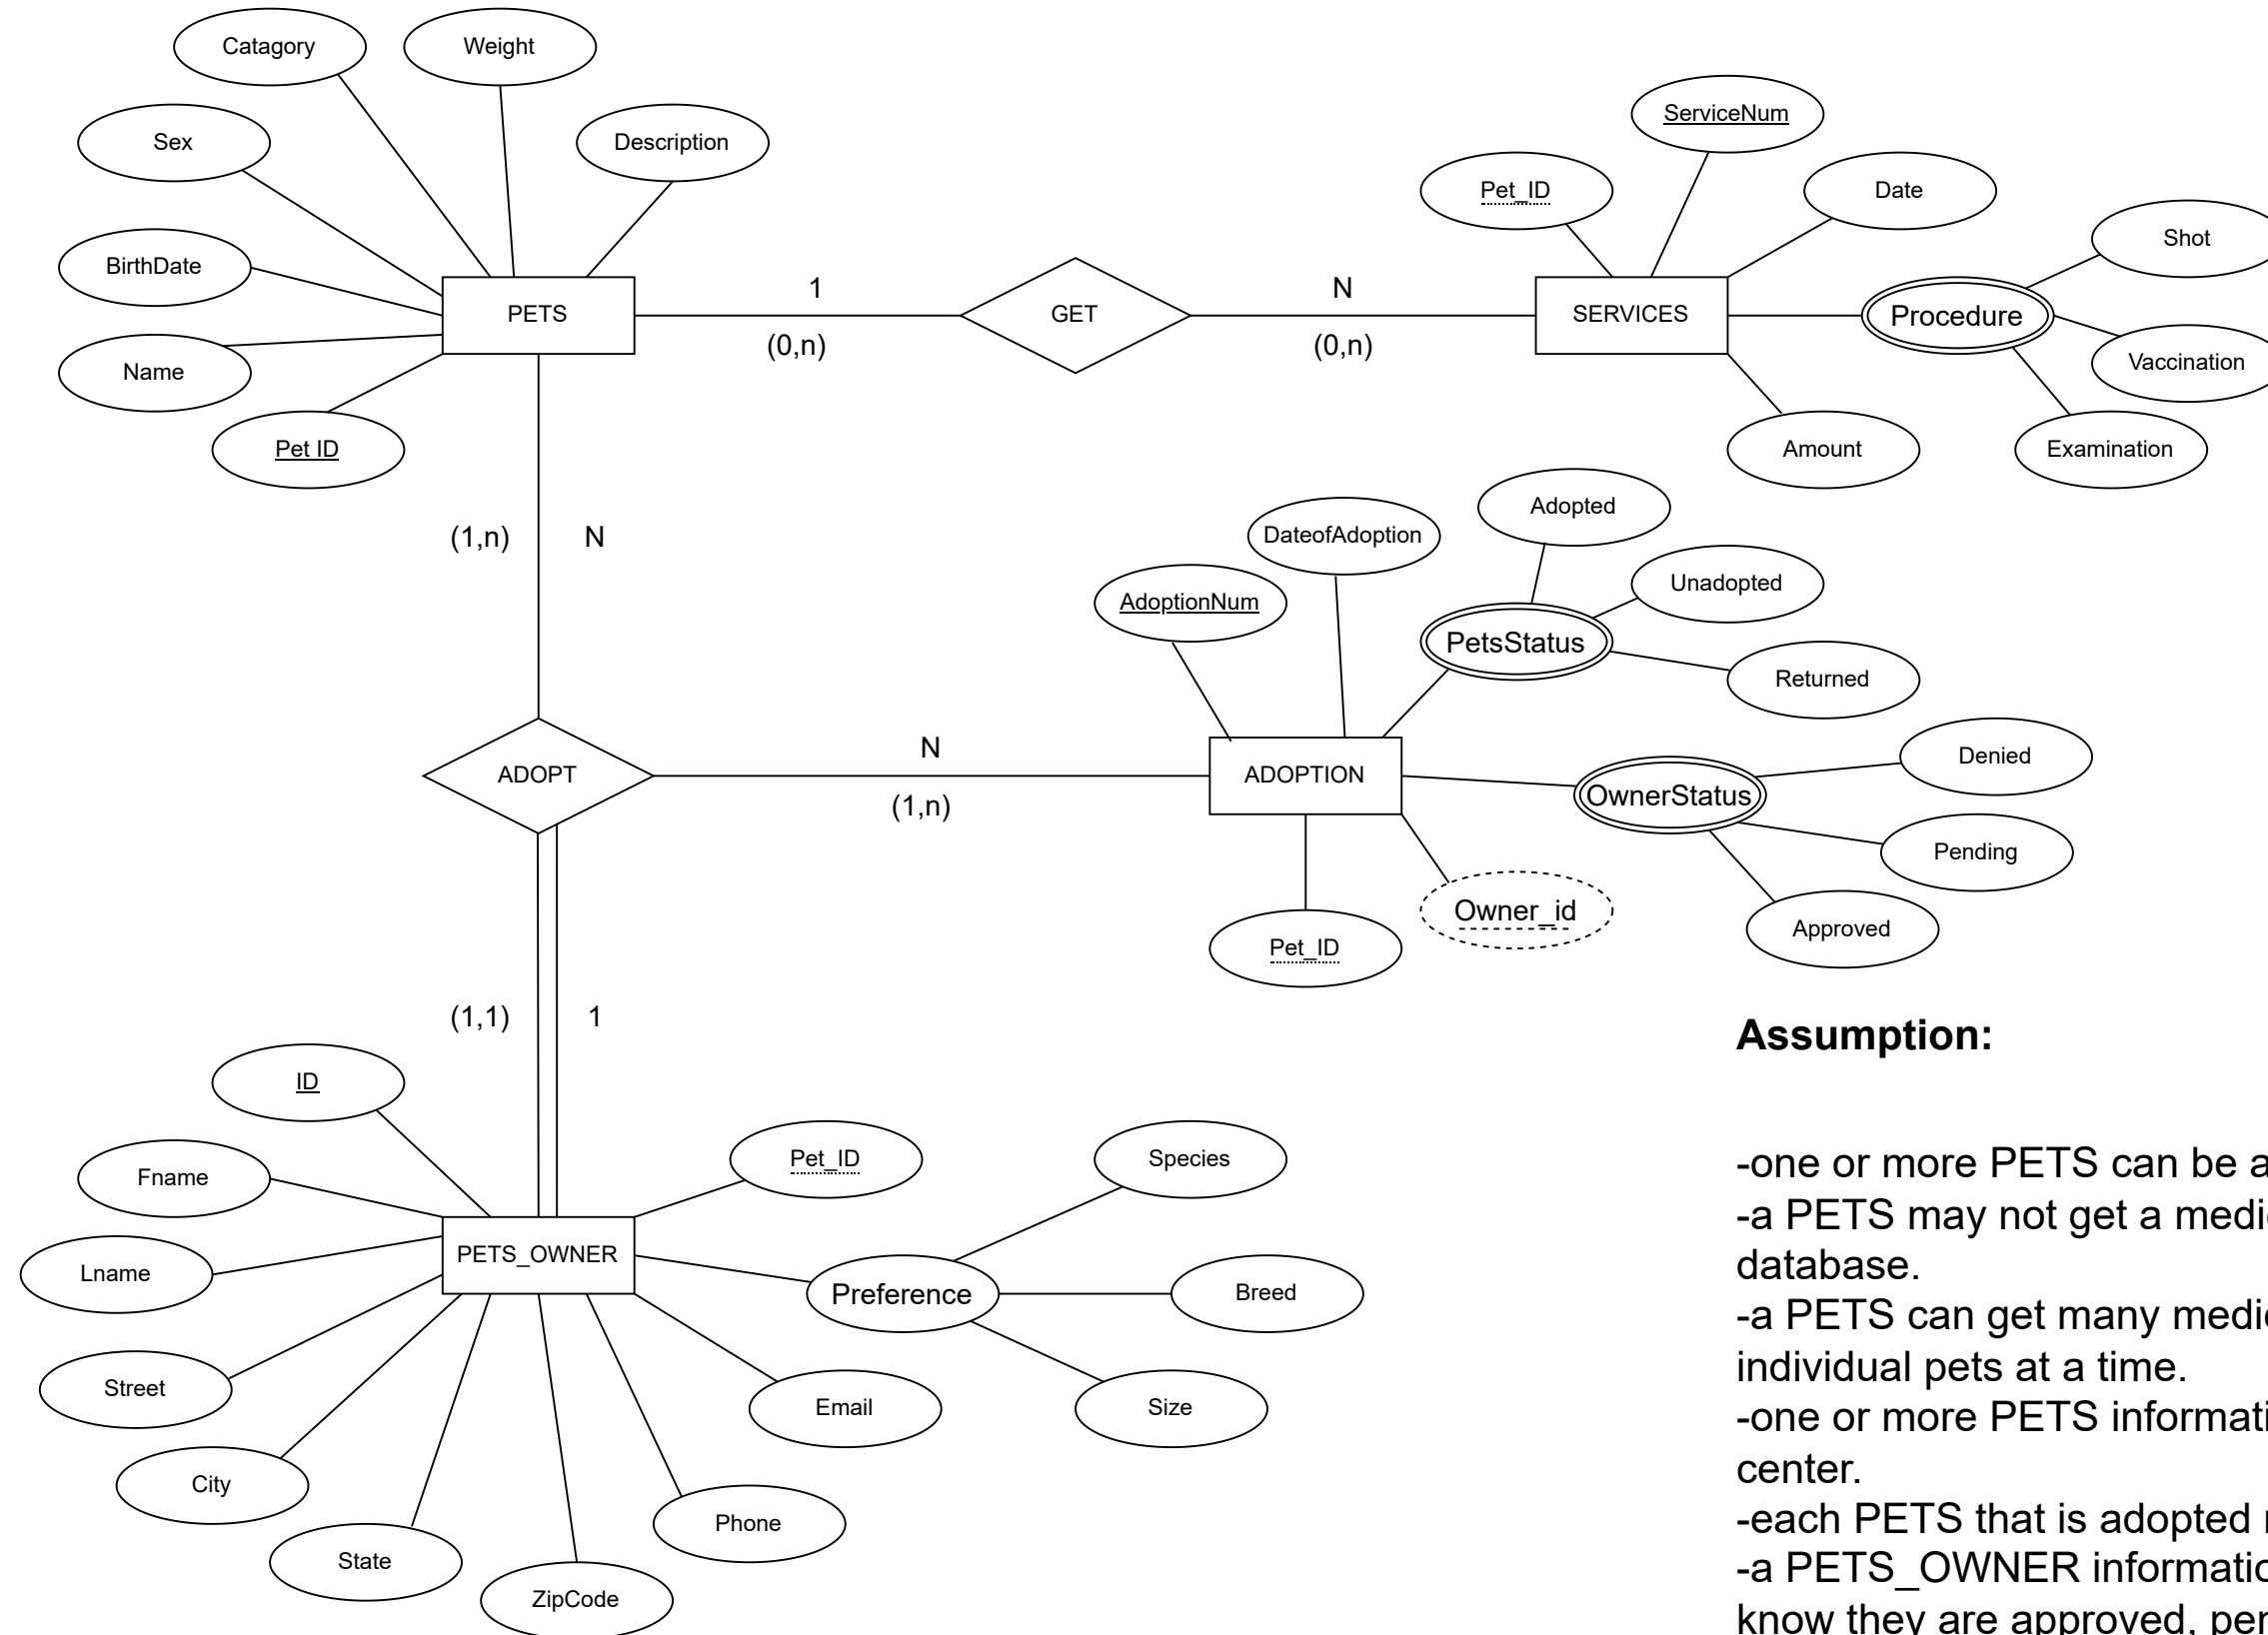 Catagory
Weight
Sex
Description
BirthDate
PETS
Name
Pet ID
1
(0,n)
GET
N
(0,n)
ServiceNum
Pet_ID
Date
SERVICES
Procedure
Shot
Vaccination
Examination
Amount
(1,n)
N
ADOPT
N
(1,n)
AdoptionNum
DateofAdoption
Adopted
Unadopted
PetsStatus
Returned
ADOPTION
OwnerStatus
Denied
Pending
Approved
Owner_id
Pet_ID
(1,1)
1
ID
Fname
Lname
PETS_OWNER
Pet_ID
Species
Preference
Breed
Size
Street
Email
City
Phone
State
ZipCode
Assumption:
-one or more PETS can be
-a PETS may not get a
database.
-a PETS can get many
individual pets at a time.
-one or more PETS
center.
-each PETS that is adopted
-a PETS_OWNER
know they are approved,